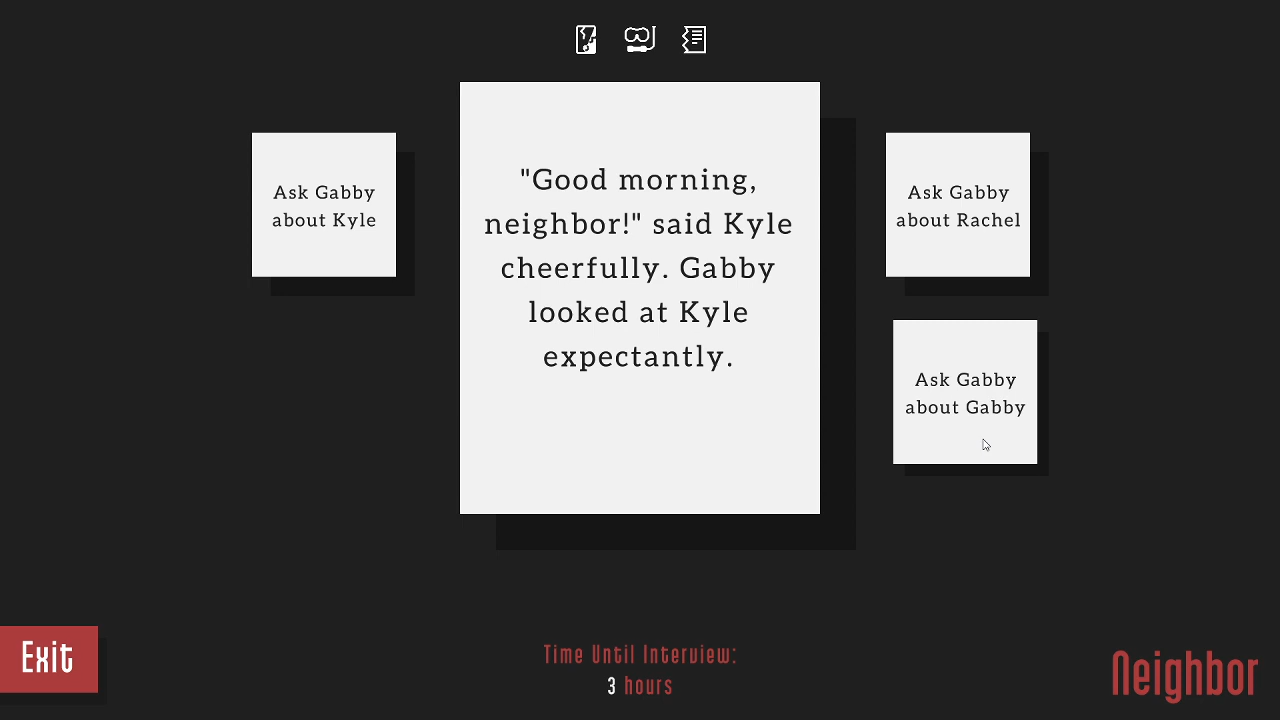 Ask Gabby
about Kyle
"Good morning,
neighbor!" said Kyle
cheerfully. Gabby
looked at Kyle
expectantly.
Ask Gabby
about Rachel
Ask Gabby
about Gabby
Exit
Time Until Interview:
3 hours
Neighbor